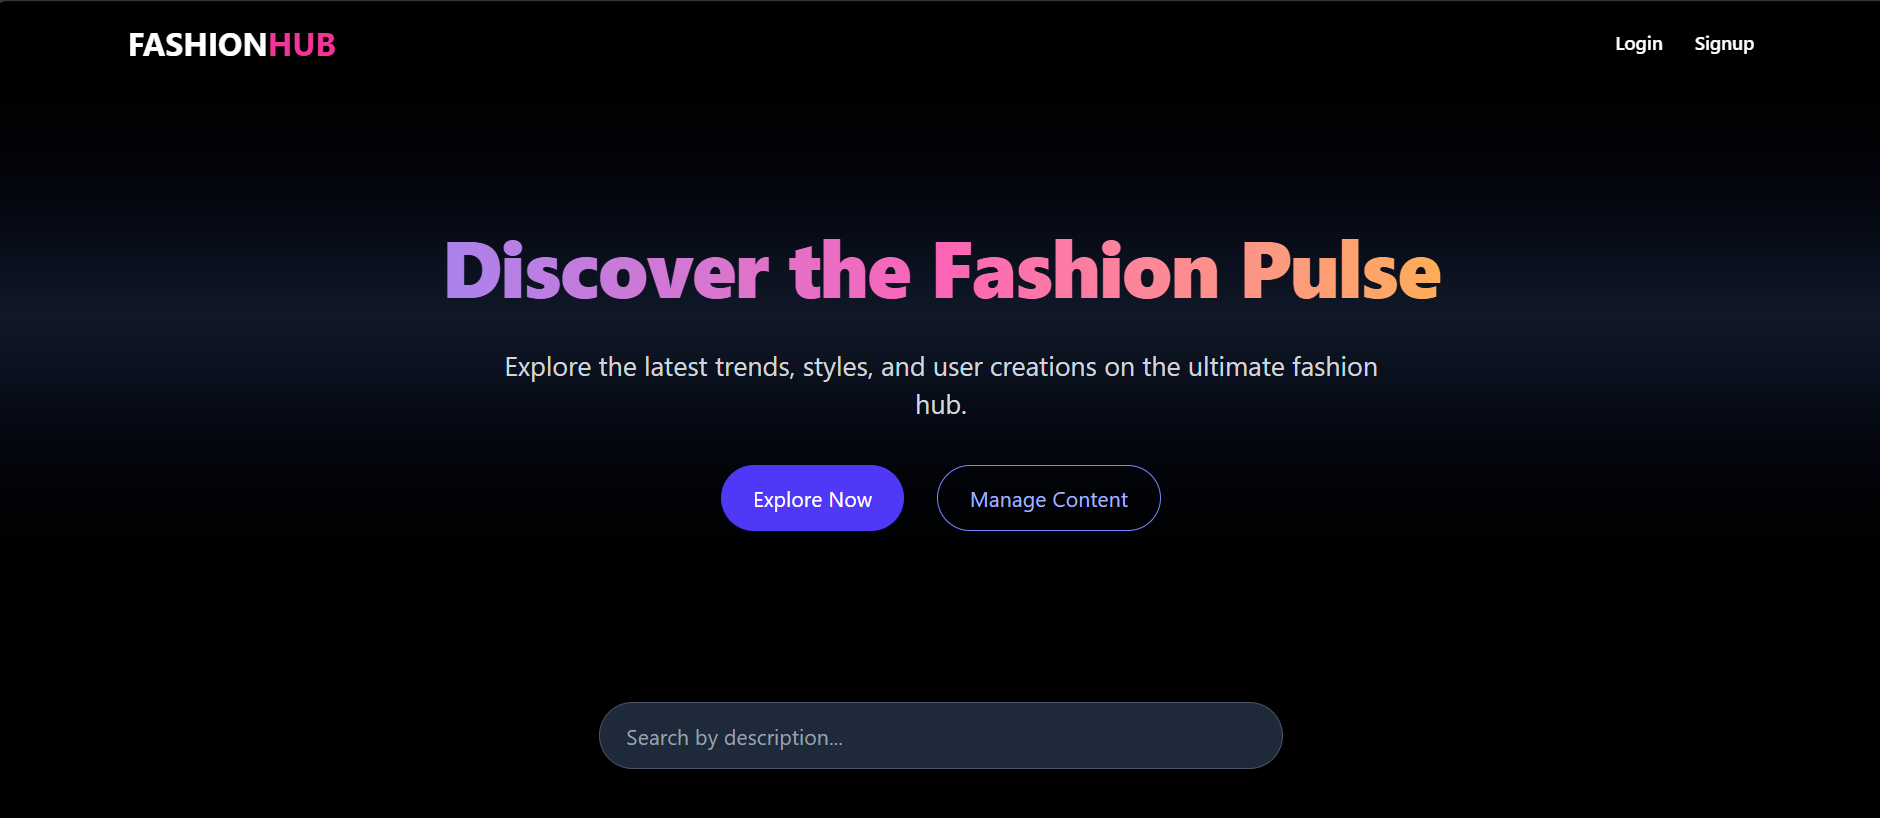 FASHIONHUB
Login
Signup
Discover the Fashion Pulse
Explore the latest trends, styles, and user creations on the ultimate fashion
hub.
Explore Now
Manage Content
Search by description...